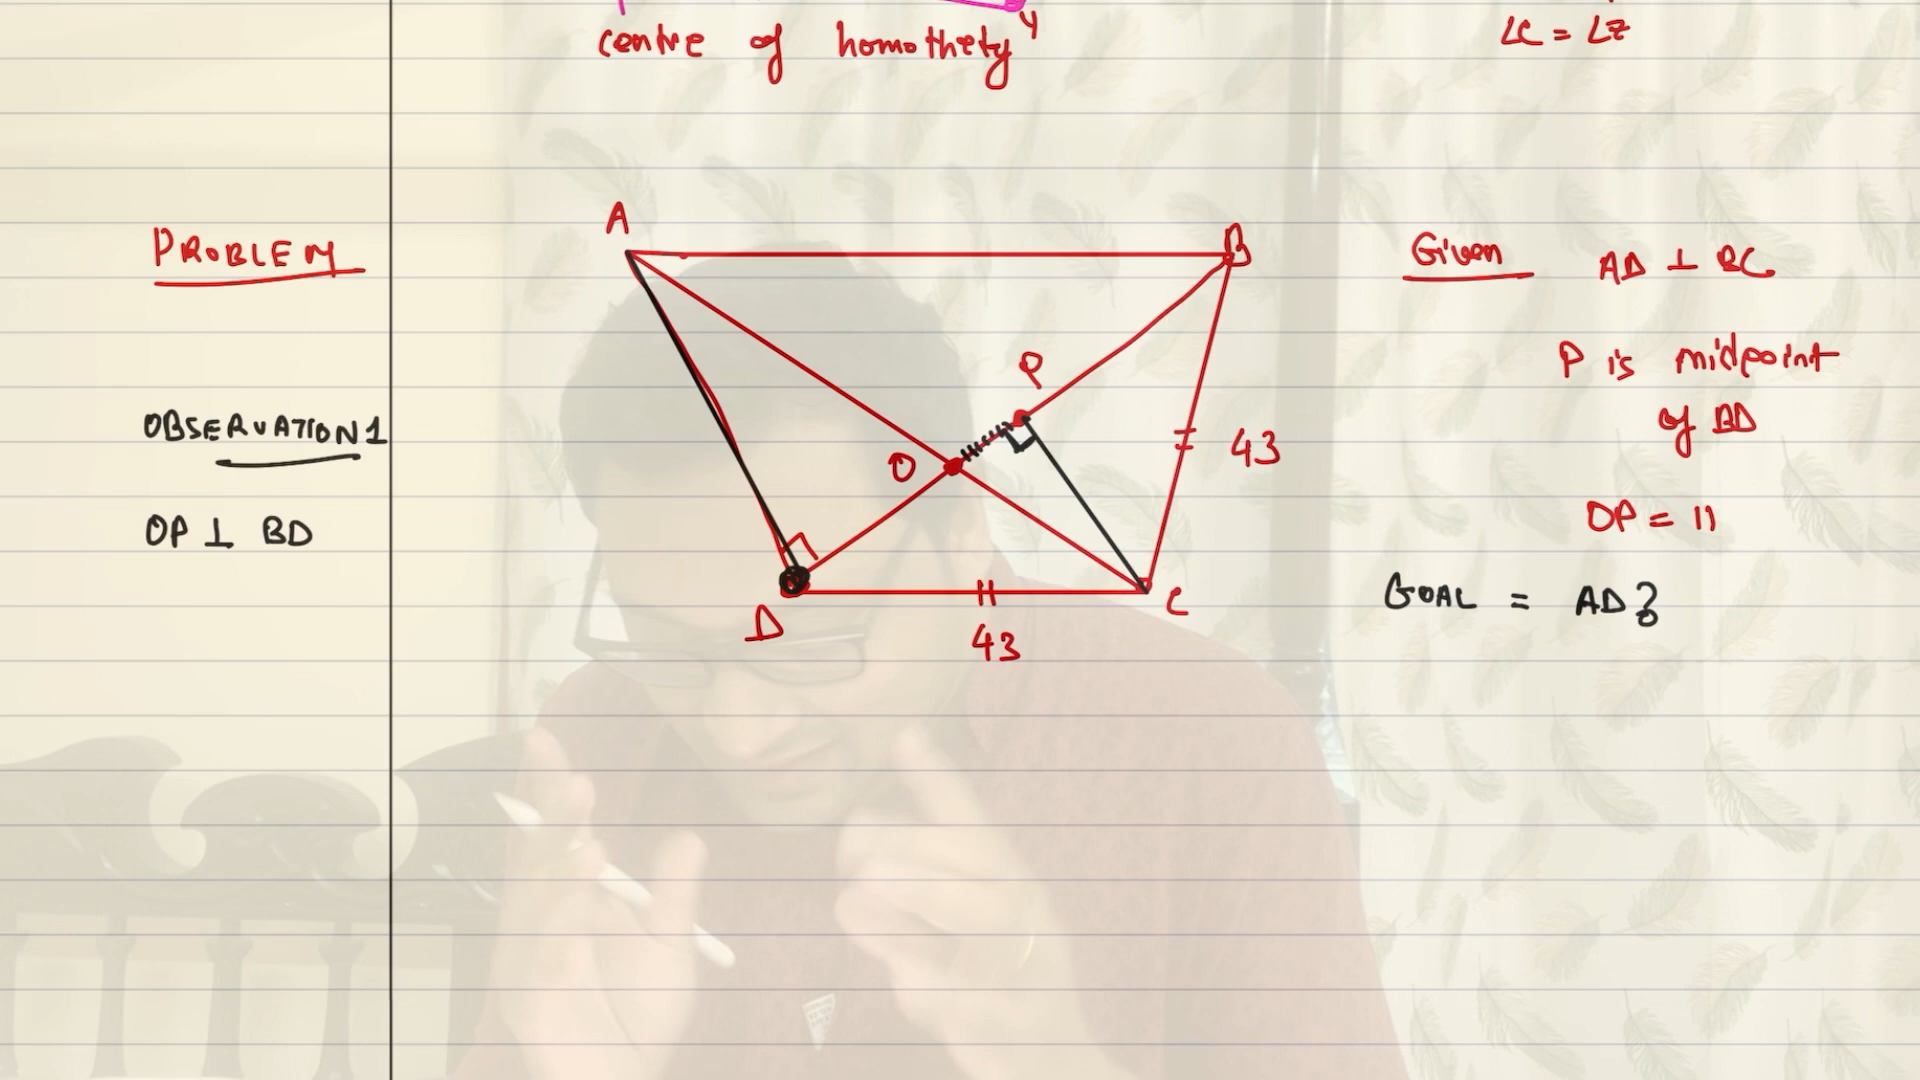 centre of homothety
Y
∠C = ∠Z
PROBLEM
A
B
Given AD ⊥ BC
P is midpoint
of BD
P
OBSERVATION 1
O
43
OP ⊥ BD
OP = 11
GOAL = AD?
D
C
43